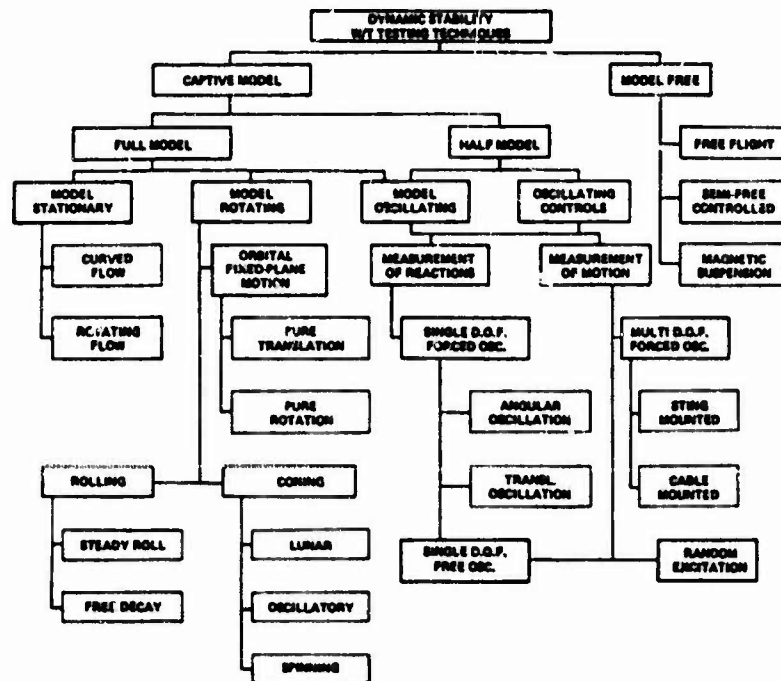 DYNAMIC STABILITY
W/T TESTING TECHNIQUES
CAPTIVE MODEL
MODEL FREE
FULL MODEL
HALF MODEL
FREE FLIGHT
MODEL
STATIONARY
MODEL
ROTATING
MODEL
OSCILLATING
OSCILLATING
CONTROLS
SEMI-FREE
CONTROLLED
CURVED
FLOW
ORBITAL
FIXED-PLANE
MOTION
MEASUREMENT
OF REACTIONS
MEASUREMENT
OF MOTION
MAGNETIC
SUSPENSION
ROTATING
FLOW
PURE
TRANSLATION
SINGLE D.O.F.
FORCED OSC.
MULTI D.O.F.
FORCED OSC.
PURE
ROTATION
ANGULAR
OSCILLATION
STING
MOUNTED
ROLLING
CONING
TRANSL.
OSCILLATION
CABLE
MOUNTED
STEADY ROLL
LUNAR
SINGLE D.O.F.
FREE OSC.
RANDOM
EXCITATION
FREE DECAY
OSCILLATORY
SPINNING